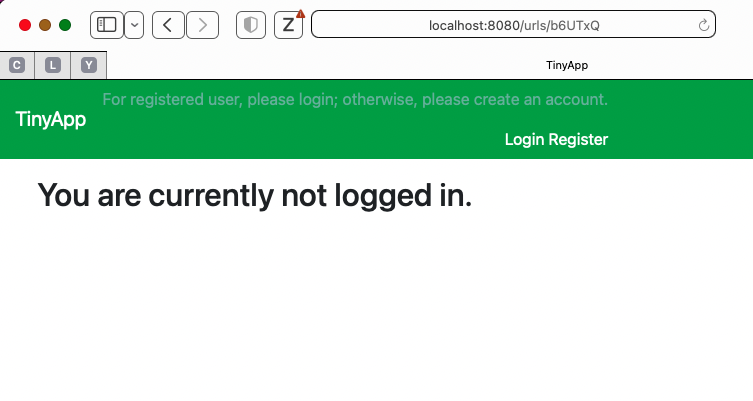 Z
localhost:8080/urls/b6UTxQ
C
L
Y
TinyApp
For registered user, please login; otherwise, please create an account.
TinyApp
Login Register
You are currently not logged in.